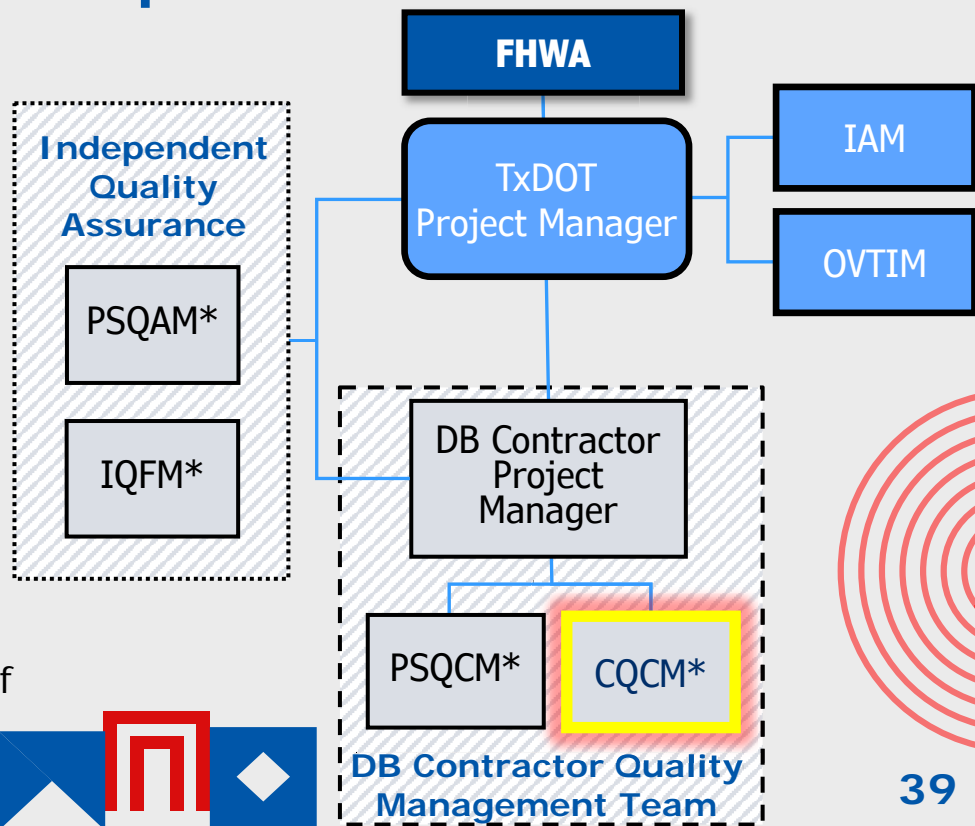 FHWA
Independent
Quality
Assurance
PSQAM*
IQFM*
TxDOT
Project Manager
IAM
OVTIM
DB Contractor
Project
Manager
PSQCM*
CQCM*
DB Contractor Quality
Management Team
f
39